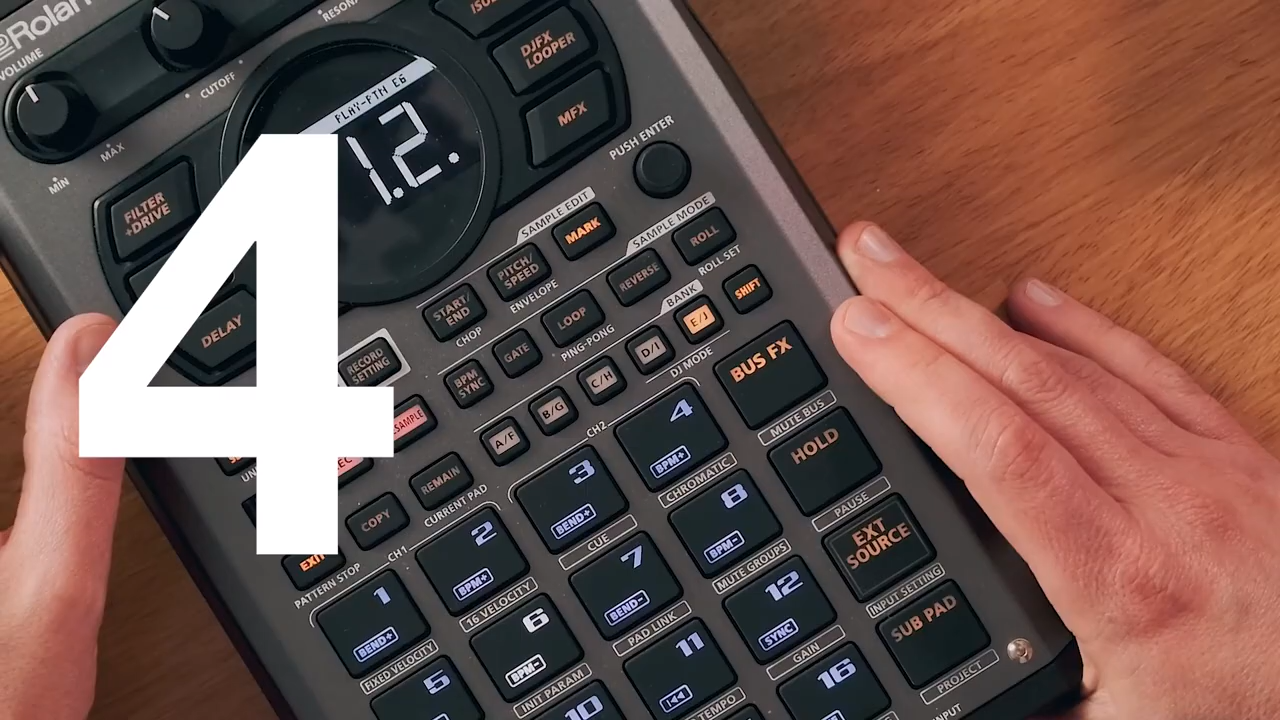 Roland
VOLUME
MIN
MAX
CUTOFF
PLAY-PTN E6
1.2.
4
DJFX
LOOPER
MFX
PUSH ENTER
FILTER
+DRIVE
DELAY
SAMPLE EDIT
MARK
PITCH/
SPEED
START/
END
CHOP
ENVELOPE
SAMPLE MODE
ROLL
REVERSE
LOOP
GATE
BPM
SYNC
PING-PONG
ROLL SET
RECORD
SETTING
BANK
SHIFT
E/J
D/I
C/H
B/G
A/F
DJ MODE
REMAIN
COPY
CURRENT PAD
EXIT
PATTERN STOP
CH1
CH2
BUS FX
MUTE BUS
HOLD
PAUSE
EXT
SOURCE
INPUT SETTING
SUB PAD
PROJECT
4
BPM+
CHROMATIC
3
BEND+
CUE
2
BPM+
16 VELOCITY
1
BEND+
FIXED VELOCITY
8
BPM-
MUTE GROUPS
7
BEND-
PAD LINK
6
BPM-
INIT PARAM
5
12
SYNC
GAIN
11
10
16
INPUT